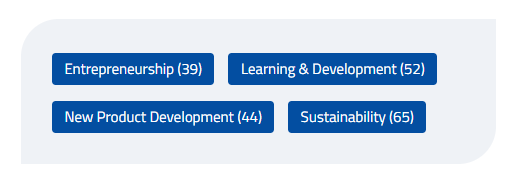 Entrepreneurship (39) Learning & Development (52)
New Product Development (44) Sustainability (65)